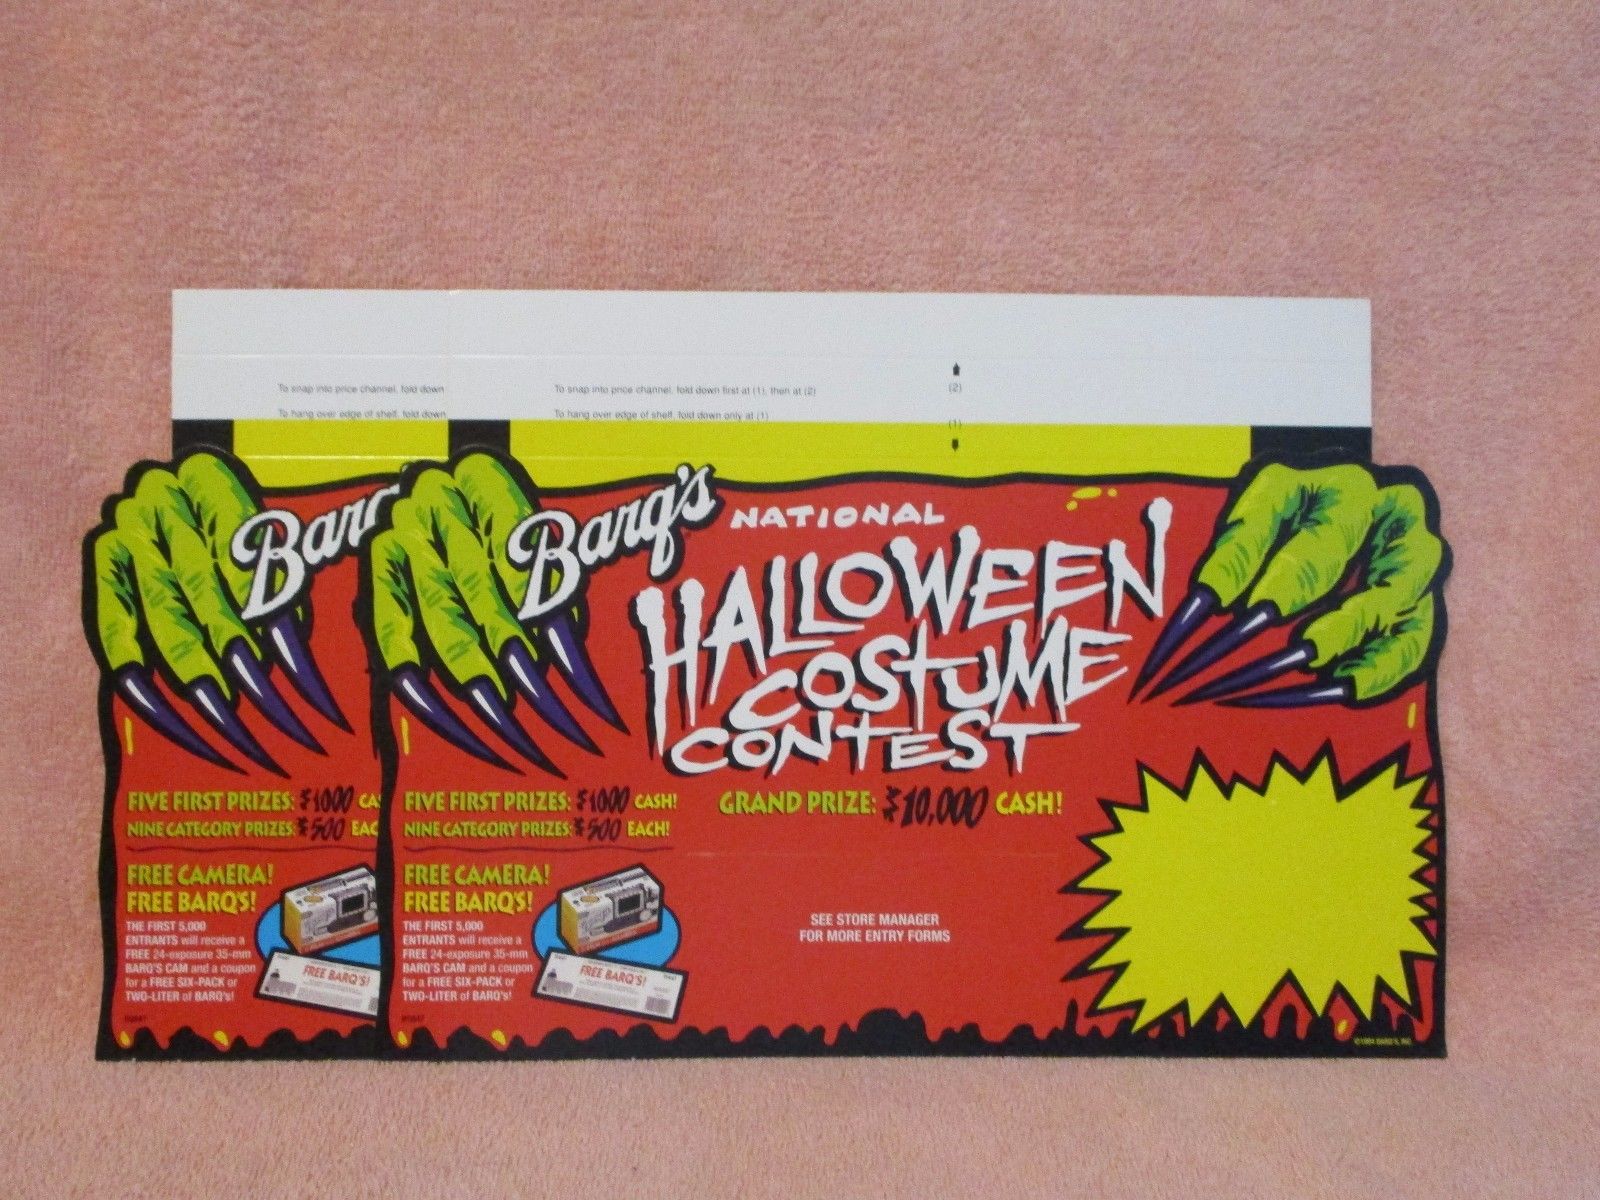 To snap into price channel, fold down
To hang over edge of shelf, fold down
Bar
FIVE FIRST PRIZES: $1000 CA
NINE CATEGORY PRIZES: $500 EAC
FREE CAMERA!
FREE BARQ'S!
THE FIRST 5,000
ENTRANTS will receive a
FREE 24-exposure 35-mm
BARQ'S CAM and a coupon
for a FREE SIX-PACK or
TWO-LITER of BARQ's!
FREE BARQ'S!
To snap into price channel, fold down first at (1), then at (2)
To hang over edge of shelf, fold down only at (1)
(2)
(1)
Barq's
NATIONAL
HALLOWEEN
COSTUME
CONTEST
FIVE FIRST PRIZES: $1000 CASH!
NINE CATEGORY PRIZES: $500 EACH!
GRAND PRIZE: $10,000 CASH!
FREE CAMERA!
FREE BARQ'S!
THE FIRST 5,000
ENTRANTS will receive a
FREE 24-exposure 35-mm
BARQ'S CAM and a coupon
for a FREE SIX-PACK or
TWO-LITER of BARQ's!
FREE BARQ'S!
SEE STORE MANAGER
FOR MORE ENTRY FORMS
©1994 BARQ'S, INC.